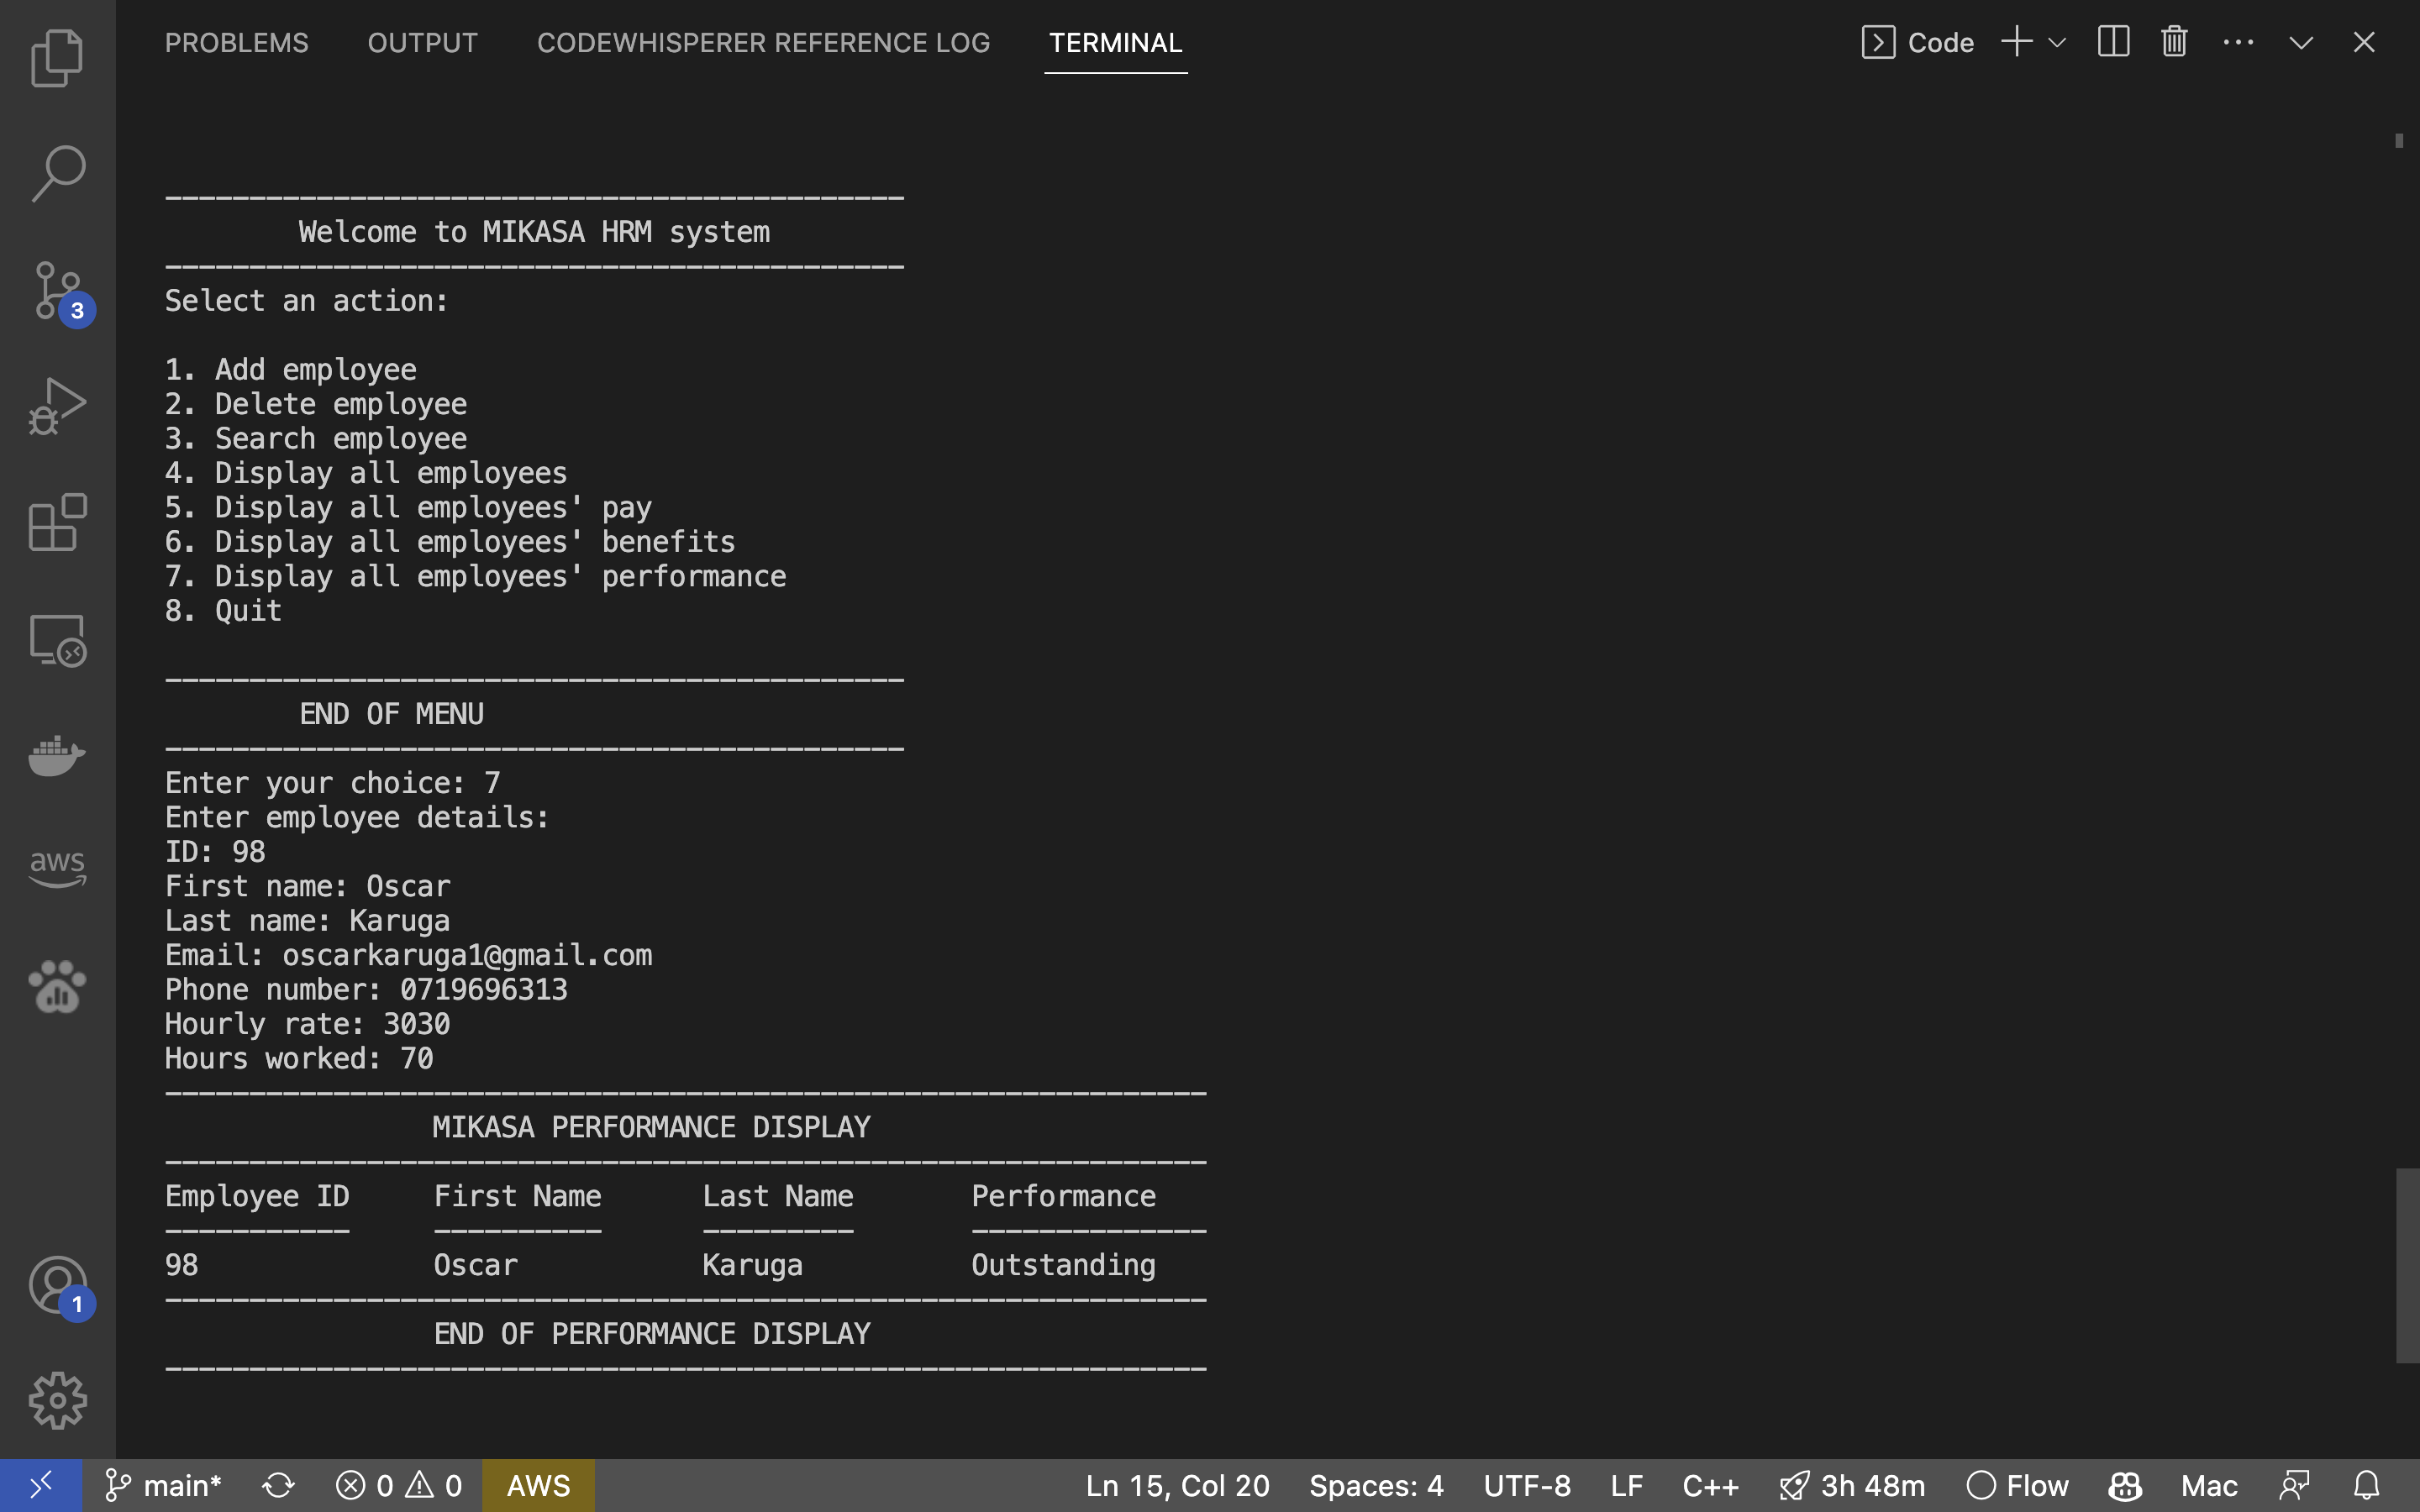 PROBLEMS OUTPUT CODEWHISPERER REFERENCE LOG TERMINAL Code
-------------------------------------------- 
Welcome to MIKASA HRM system
--------------------------------------------
Select an action:
1. Add employee
2. Delete employee
3. Search employee
4. Display all employees
5. Display all employees' pay
6. Display all employees' benefits
7. Display all employees' performance
8. Quit
--------------------------------------------
END OF MENU
--------------------------------------------
Enter your choice: 7
Enter employee details:
ID: 98
First name: Oscar
Last name: Karuga
Email: oscarkaruga1@gmail.com
Phone number: 0719696313
Hourly rate: 3030
Hours worked: 70
--------------------------------------------------------------
MIKASA PERFORMANCE DISPLAY
--------------------------------------------------------------
Employee ID First Name Last Name Performance
----------- ---------- --------- --------------
98 Oscar Karuga Outstanding
--------------------------------------------------------------
END OF PERFORMANCE DISPLAY
--------------------------------------------------------------
3
aws
1
main* 0 0 AWS Ln 15, Col 20 Spaces: 4 UTF-8 LF C++ 3h 48m Flow Mac